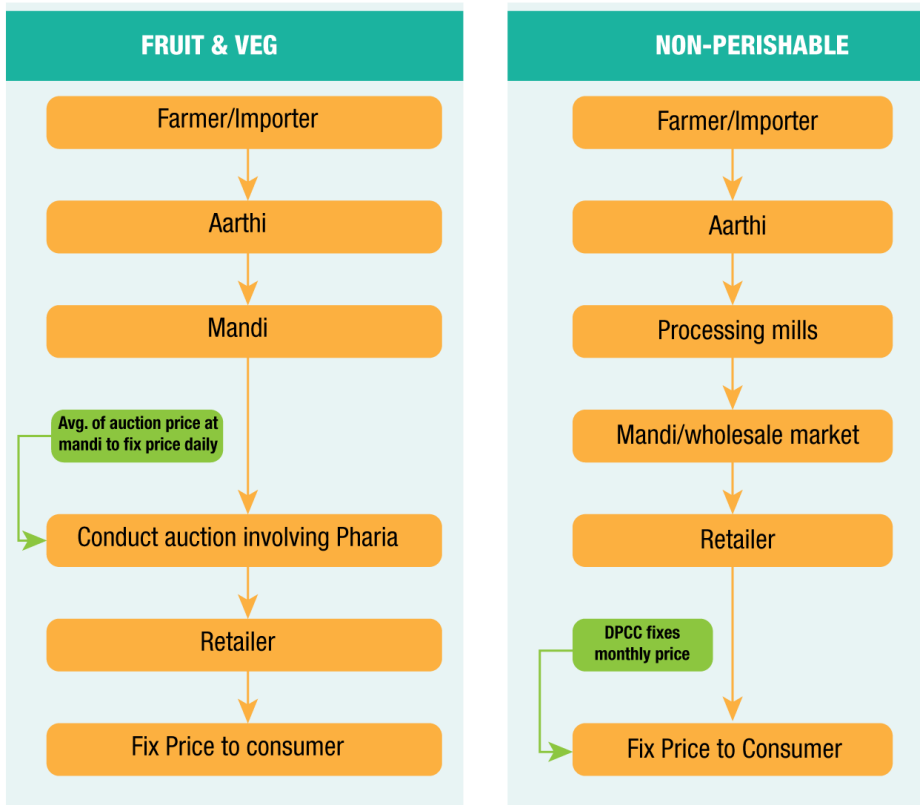 FRUIT & VEG
Farmer/Importer
Aarthi
Mandi
Avg. of auction price at
mandi to fix price daily
Conduct auction involving Pharia
Retailer
Fix Price to consumer
NON-PERISHABLE
Farmer/Importer
Aarthi
Processing mills
Mandi/wholesale market
Retailer
DPCC fixes
monthly price
Fix Price to Consumer